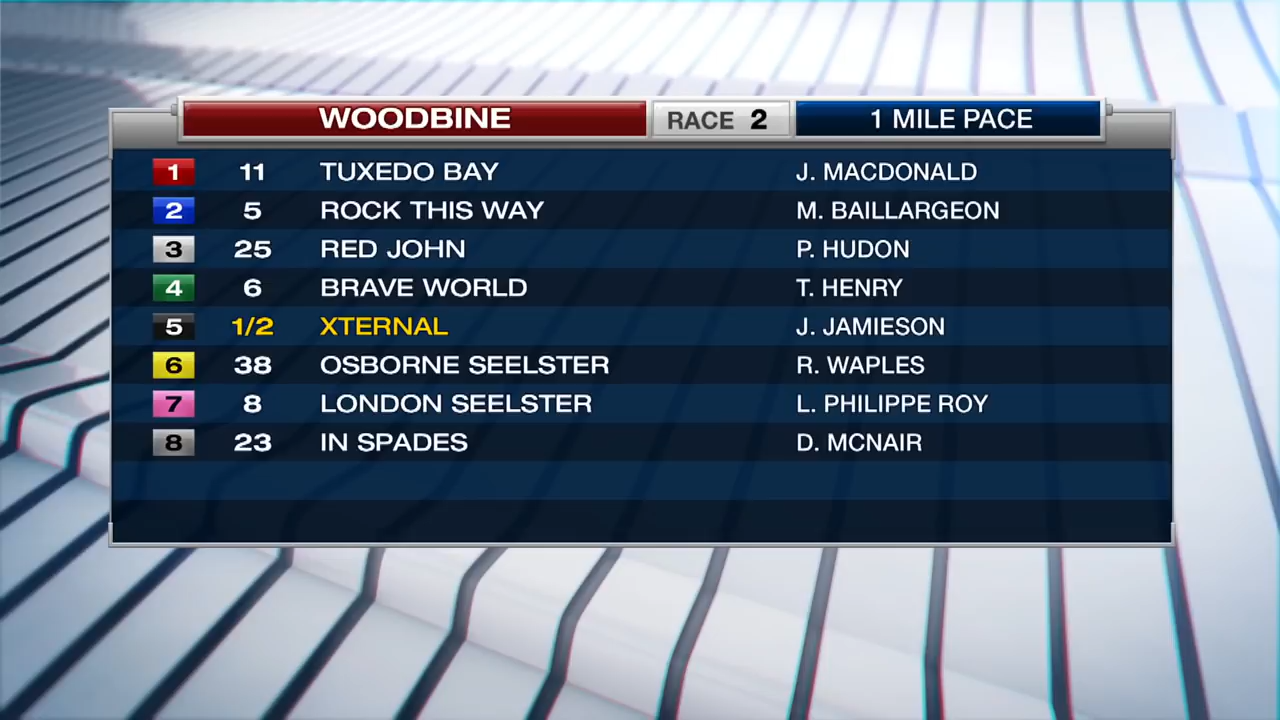 WOODBINE RACE 2 1 MILE PACE
1 11 TUXEDO BAY J. MACDONALD
2 5 ROCK THIS WAY M. BAILLARGEON
3 25 RED JOHN P. HUDON
4 6 BRAVE WORLD T. HENRY
5 1/2 XTERNAL J. JAMIESON
6 38 OSBORNE SEELSTER R. WAPLES
7 8 LONDON SEELSTER L. PHILIPPE ROY
8 23 IN SPADES D. MCNAIR